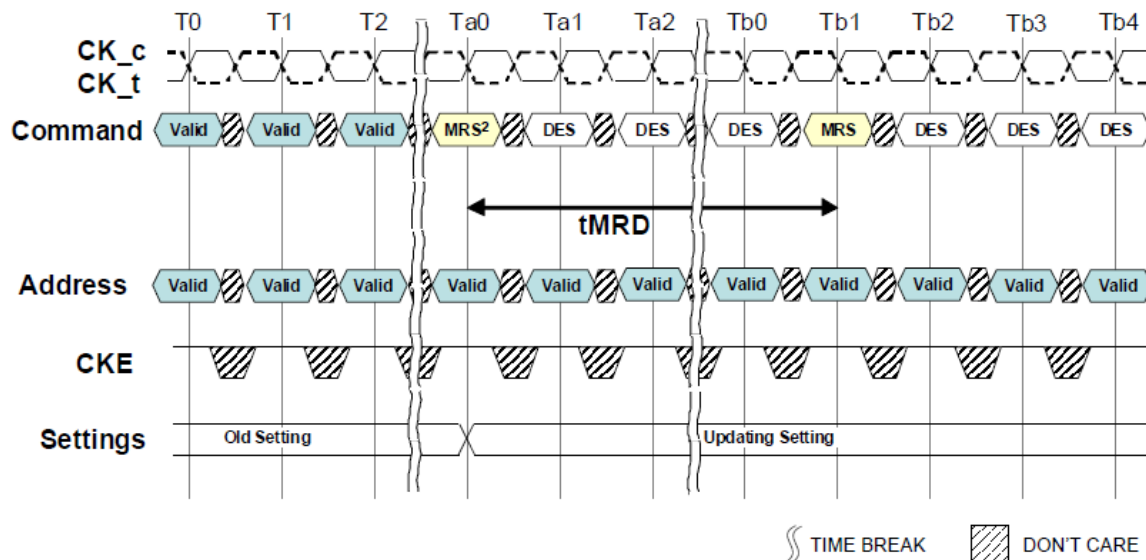 T0 T1 T2 Ta0 Ta1 Ta2 Tb0 Tb1 Tb2 Tb3 Tb4
CK_c
CK_t
Command Valid Valid Valid MRS² DES DES DES MRS DES DES DES
tMRD
Address Valid Valid Valid Valid Valid Valid Valid Valid Valid Valid Valid
CKE
Settings Old Setting Updating Setting
TIME BREAK DON'T CARE